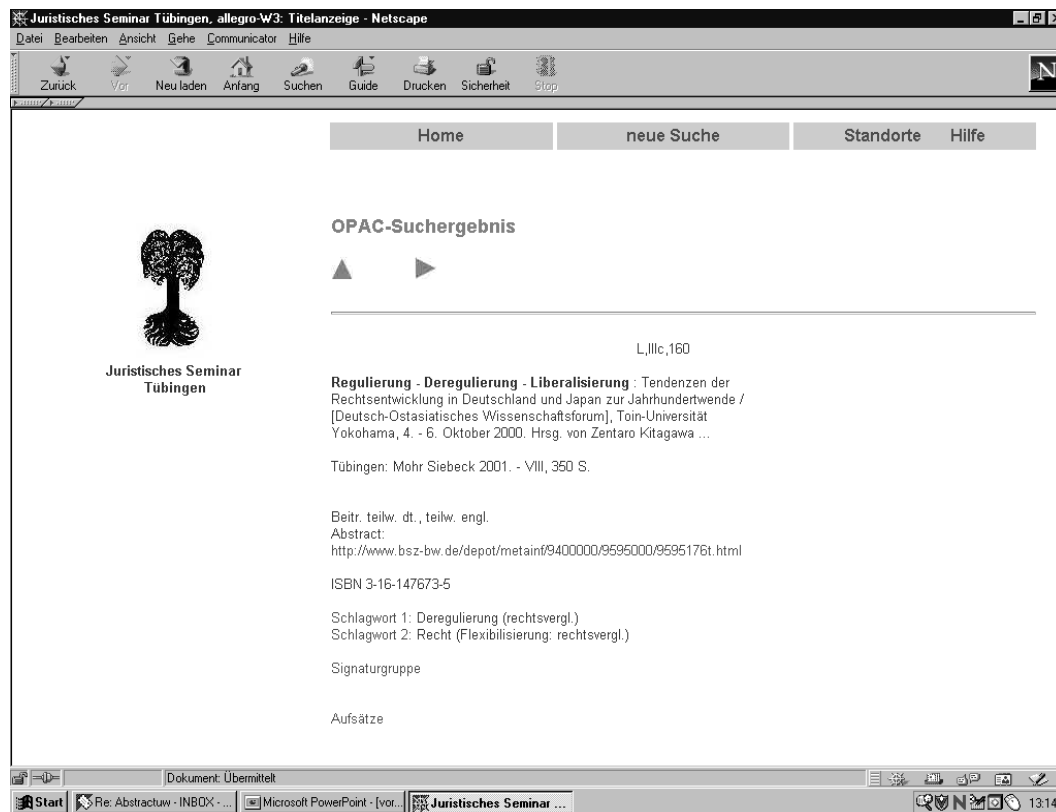 Juristisches Seminar Tübingen, allegro-W3: Titelanzeige - Netscape
Datei Bearbeiten Ansicht Gehe Communicator Hilfe
Zurück Vor Neu laden Anfang Suchen Guide Drucken Sicherheit Stop
N
Home neue Suche Standorte Hilfe
OPAC-Suchergebnis
Juristisches Seminar
Tübingen
L,IIIc,160
Regulierung - Deregulierung - Liberalisierung : Tendenzen der
Rechtsentwicklung in Deutschland und Japan zur Jahrhundertwende /
[Deutsch-Ostasiatisches Wissenschaftsforum], Toin-Universität
Yokohama, 4. - 6. Oktober 2000. Hrsg. von Zentaro Kitagawa ...
Tübingen: Mohr Siebeck 2001. - VIII, 350 S.
Beitr. teilw. dt., teilw. engl.
Abstract:
http://www.bsz-bw.de/depot/metainf/9400000/9595000/9595176t.html
ISBN 3-16-147673-5
Schlagwort 1: Deregulierung (rechtsvergl.)
Schlagwort 2: Recht (Flexibilisierung: rechtsvergl.)
Signaturgruppe
Aufsätze
Dokument: Übermittelt
Start Re: Abstractuw - INBOX - ... Microsoft PowerPoint - [vor... Juristisches Seminar ... N 13:14